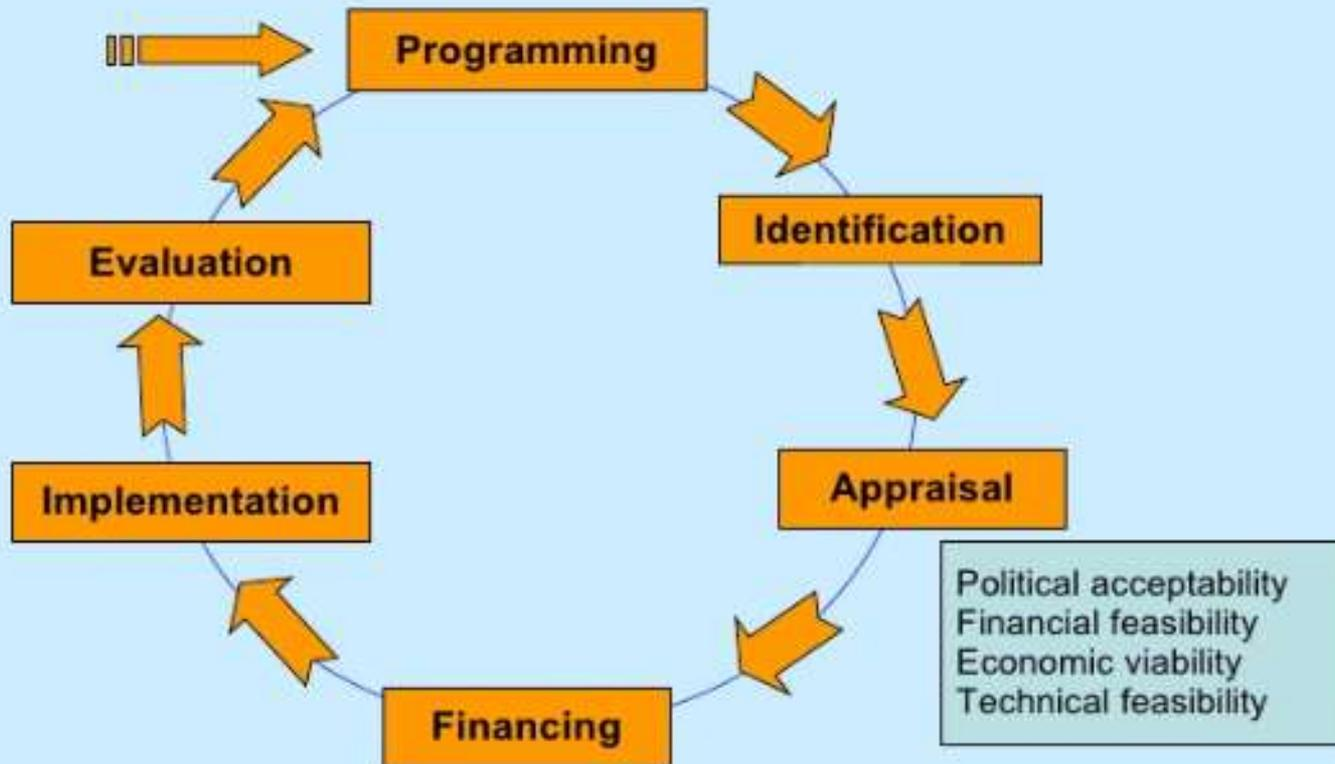 Programming
Identification
Evaluation
Appraisal
Implementation
Political acceptability
Financial feasibility
Economic viability
Technical feasibility
Financing